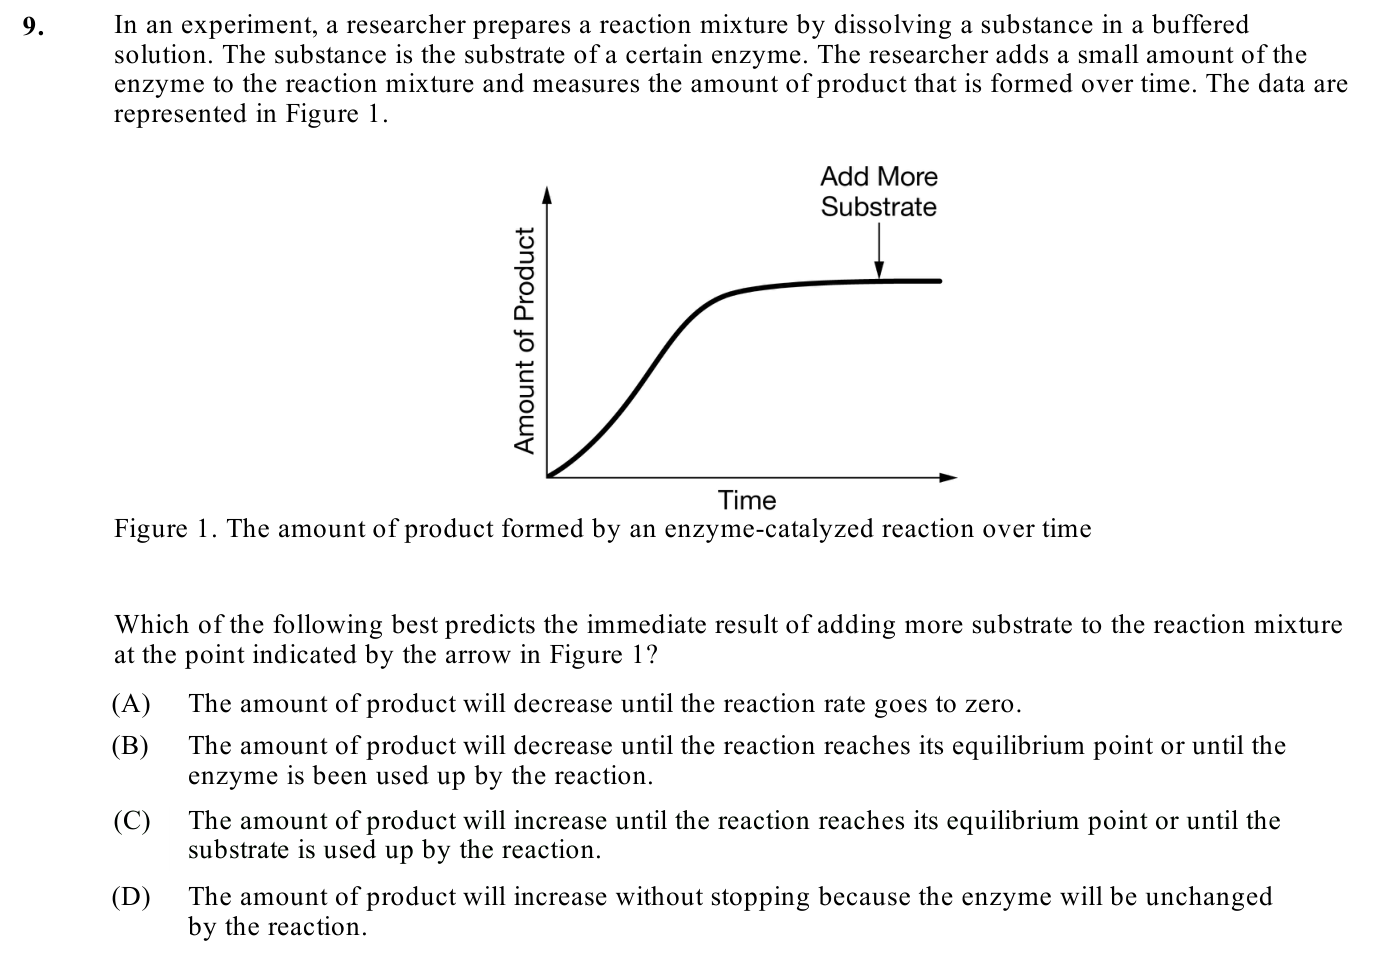 9. In an experiment, a researcher prepares a reaction mixture by dissolving a substance in a buffered
solution. The substance is the substrate of a certain enzyme. The researcher adds a small amount of the
enzyme to the reaction mixture and measures the amount of product that is formed over time. The data are
represented in Figure 1.
Add More
Substrate
Amount of Product
Time
Figure 1. The amount of product formed by an enzyme-catalyzed reaction over time
Which of the following best predicts the immediate result of adding more substrate to the reaction mixture
at the point indicated by the arrow in Figure 1?
(A) The amount of product will decrease until the reaction rate goes to zero.
(B) The amount of product will decrease until the reaction reaches its equilibrium point or until the
enzyme is been used up by the reaction.
(C) The amount of product will increase until the reaction reaches its equilibrium point or until the
substrate is used up by the reaction.
(D) The amount of product will increase without stopping because the enzyme will be unchanged
by the reaction.